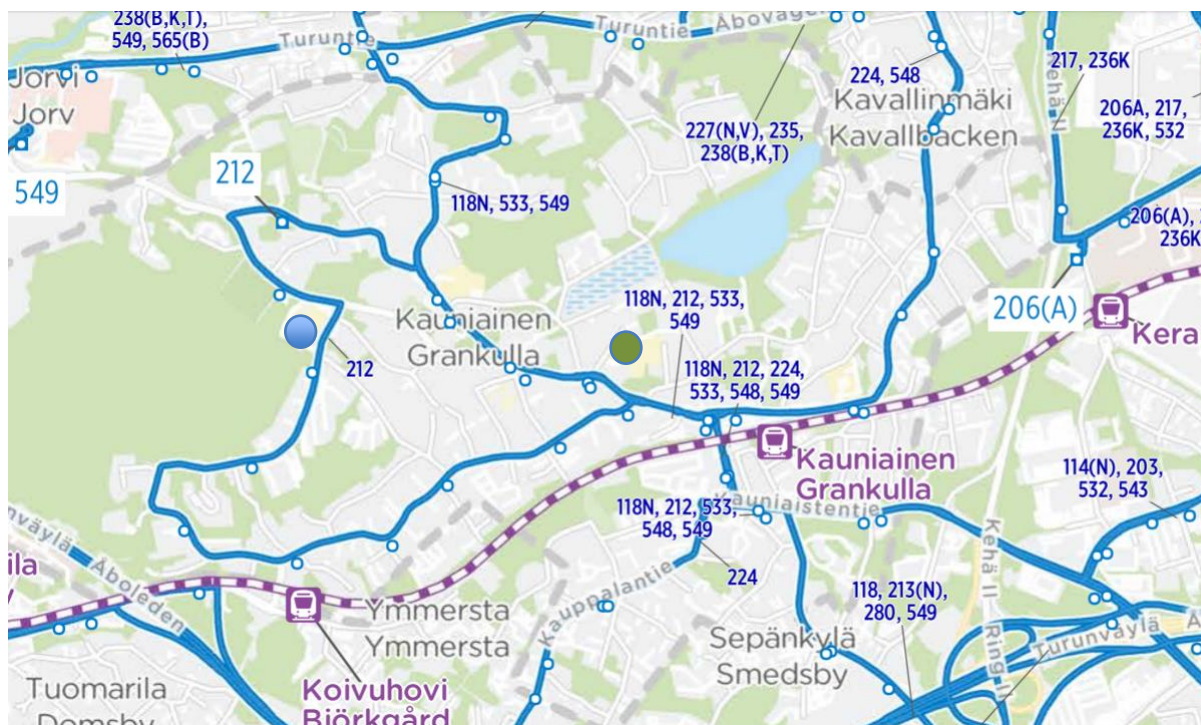 238(B,K,T),
549, 565(B)
Turuntie
Turuntie
224, 548
217, 236K
Jorvi
Jorv
Kavallinmäki
Kavallbacken
206A, 217,
236K, 532
227(N,V), 235,
238(B,K,T)
549
212
118N, 533, 549
206(A),
236K
118N, 212, 533,
549
206(A)
Kauniainen
Grankulla
Kera
212
118N, 212, 224,
533, 548, 549
Kauniainen
Grankulla
114(N), 203,
532, 543
118N, 212, 533,
548, 549
Kauniaistentie
Åboleden
224
Kehä II Ring II
118, 213(N),
280, 549
Kauppalantie
Ymmersta
Ymmersta
Turunväylä
Sepänkylä
Smedsby
Tuomarila
Domsby
Koivuhovi
Björkgård